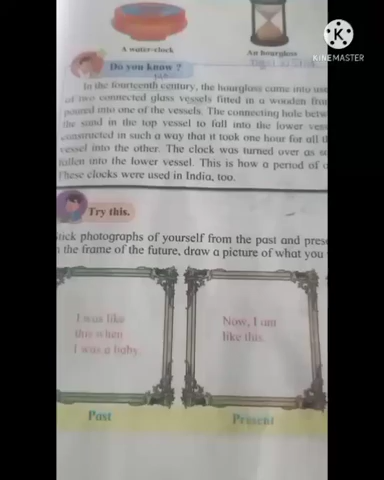 KINEMASTER
A water-clock
An hourglass
Do you know ?
In the fourteenth century, the hourglass came into use
of two connected glass vessels fitted in a wooden fra
poured into one of the vessels. The connecting hole betw
the sand in the top vessel to fall into the lower vess
constructed in such a way that it took one hour for all t
vessel into the other. The clock was turned over as
fallen into the lower vessel. This is how a period of
These clocks were used in India, too.
Try this.
Stick photographs of yourself from the past and pres
the frame of the future, draw a picture of what you
I was like
this when
I was a baby.
Now, I am
like this.
Past
Present